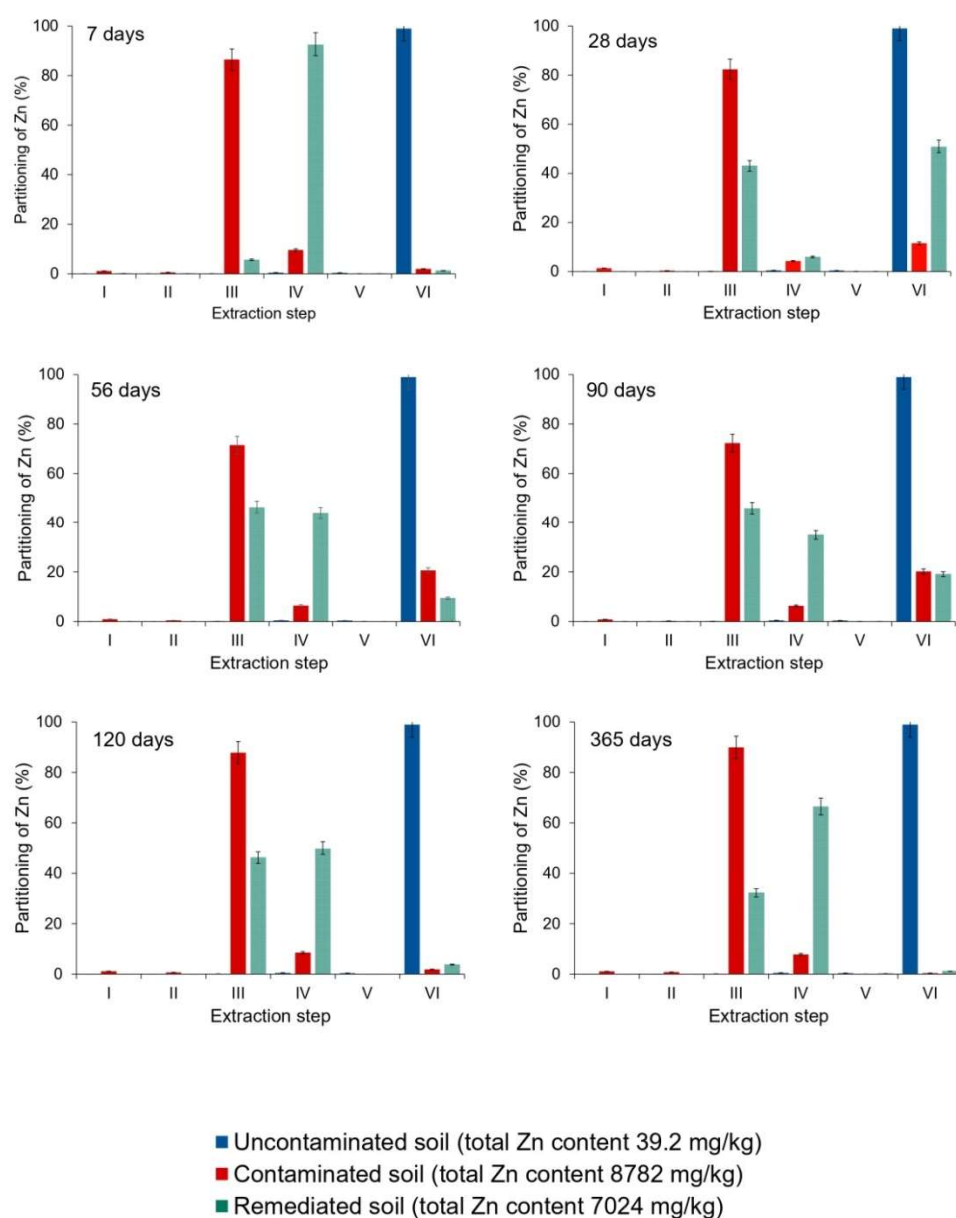 7 days
Partitioning of Zn (%)
100
80
60
40
20
0
I II III IV V VI
Extraction step
28 days
Partitioning of Zn (%)
100
80
60
40
20
0
I II III IV V VI
Extraction step
56 days
Partitioning of Zn (%)
100
80
60
40
20
0
I II III IV V VI
Extraction step
90 days
Partitioning of Zn (%)
100
80
60
40
20
0
I II III IV V VI
Extraction step
120 days
Partitioning of Zn (%)
100
80
60
40
20
0
I II III IV V VI
Extraction step
365 days
Partitioning of Zn (%)
100
80
60
40
20
0
I II III IV V VI
Extraction step
Uncontaminated soil (total Zn content 39.2 mg/kg)
Contaminated soil (total Zn content 8782 mg/kg)
Remediated soil (total Zn content 7024 mg/kg)